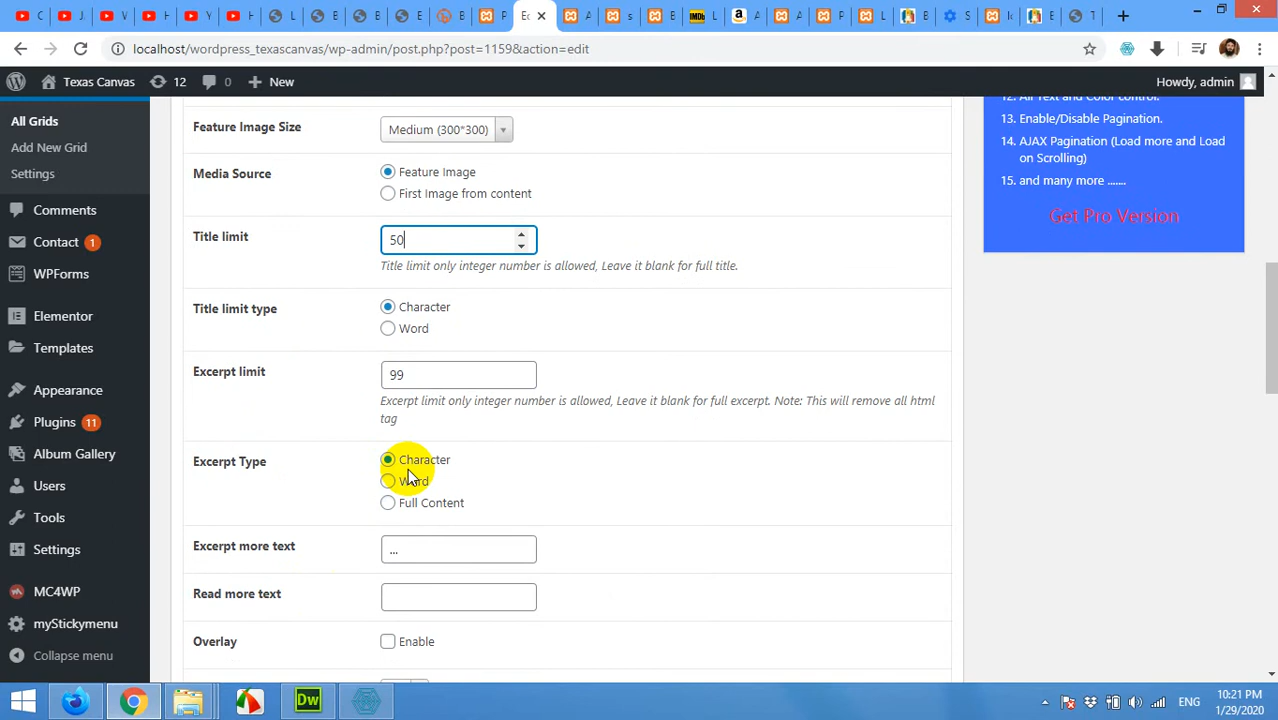 C
Y
C
Y
L
B
B
E
B
P
Ec
A
s
B
IMDb L
A
A
P
A
B
S
Ic
E
T
localhost/wordpress_texascanvas/wp-admin/post.php?post=1159&action=edit
Texas Canvas
12
0
New
Howdy, admin
All Grids
Add New Grid
Settings
Comments
Contact 1
WPForms
Elementor
Templates
Appearance
Plugins 11
Album Gallery
Users
Tools
Settings
MC4WP
myStickymenu
Collapse menu
Feature Image Size
Medium (300*300)
Media Source
Feature Image
First Image from content
Title limit
50
Title limit only integer number is allowed, Leave it blank for full title.
Title limit type
Character
Word
Excerpt limit
99
Excerpt limit only integer number is allowed, Leave it blank for full excerpt. Note: This will remove all html
tag
Excerpt Type
Character
Word
Full Content
Excerpt more text
...
Read more text
Overlay
Enable
12. All Text and Color control.
13. Enable/Disable Pagination.
14. AJAX Pagination (Load more and Load
on Scrolling)
15. and many more .......
Get Pro Version
Dw
ENG
10:21 PM
1/29/2020